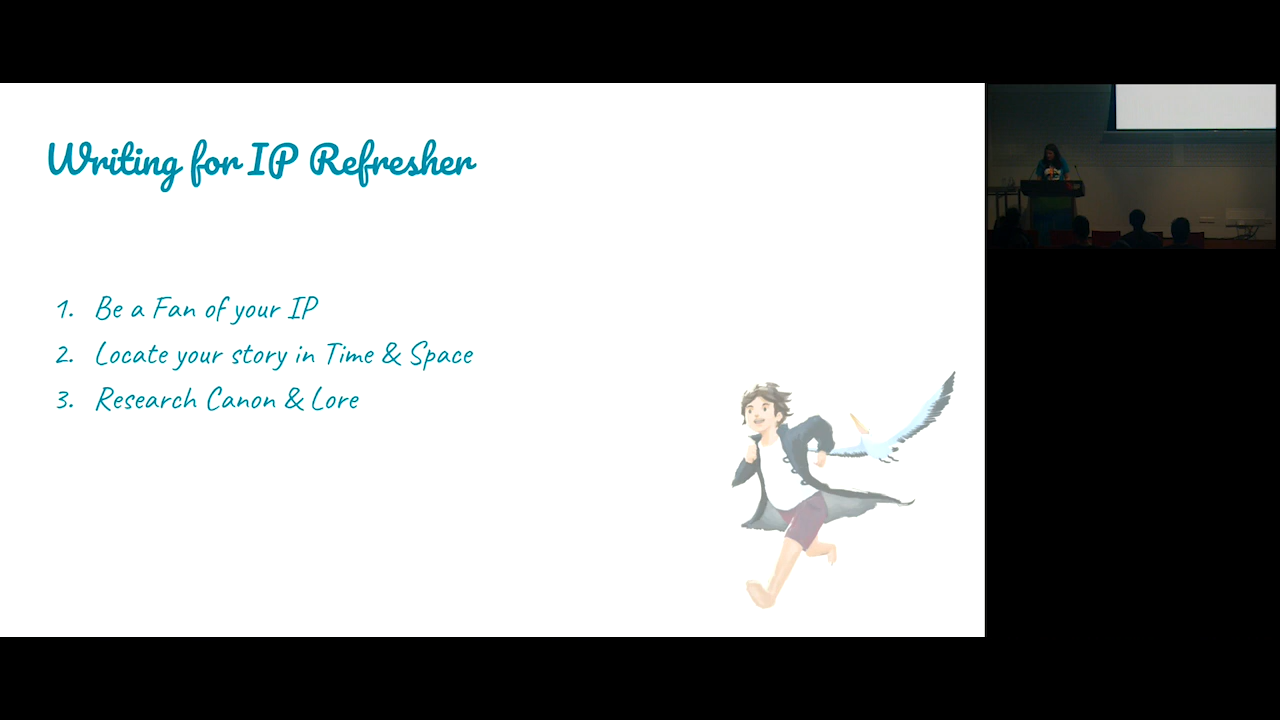 Writing for IP Refresher
1. Be a Fan of your IP
2. Locate your story in Time & Space
3. Research Canon & Lore